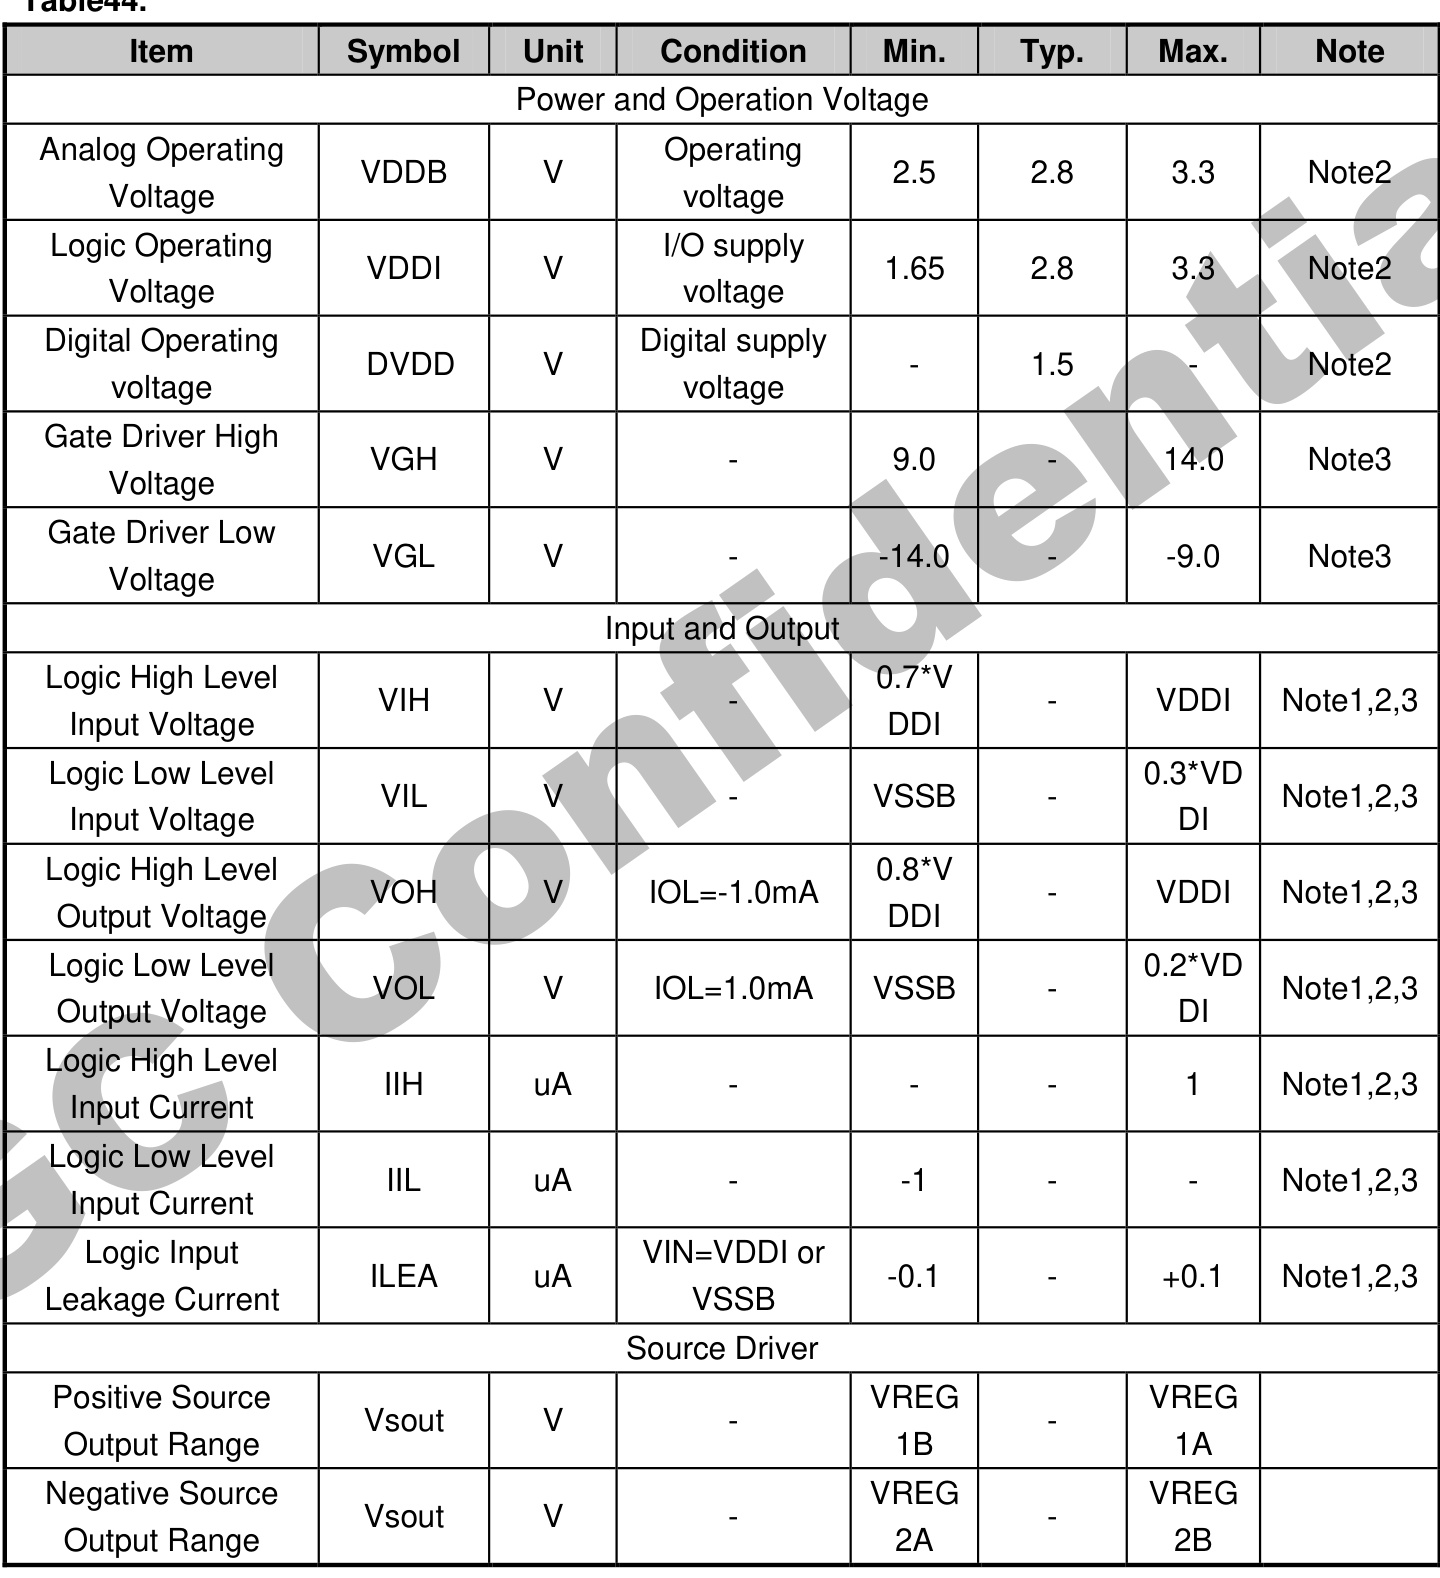 Table44.
Item Symbol Unit Condition Min. Typ. Max. Note
Power and Operation Voltage
Analog Operating Voltage VDDB V Operating voltage 2.5 2.8 3.3 Note2
Logic Operating Voltage VDDI V I/O supply voltage 1.65 2.8 3.3 Note2
Digital Operating voltage DVDD V Digital supply voltage - 1.5 - Note2
Gate Driver High Voltage VGH V - 9.0 - 14.0 Note3
Gate Driver Low Voltage VGL V - -14.0 - -9.0 Note3
Input and Output
Logic High Level Input Voltage VIH V - 0.7*VDDI - VDDI Note1,2,3
Logic Low Level Input Voltage VIL V - VSSB - 0.3*VDDI Note1,2,3
Logic High Level Output Voltage VOH V IOL=-1.0mA 0.8*VDDI - VDDI Note1,2,3
Logic Low Level Output Voltage VOL V IOL=1.0mA VSSB - 0.2*VDDI Note1,2,3
Logic High Level Input Current IIH uA - - - 1 Note1,2,3
Logic Low Level Input Current IIL uA - -1 - - Note1,2,3
Logic Input Leakage Current ILEA uA VIN=VDDI or VSSB -0.1 - +0.1 Note1,2,3
Source Driver
Positive Source Output Range Vsout V - VREG1B - VREG1A
Negative Source Output Range Vsout V - VREG2A - VREG2B
GC Confidentia